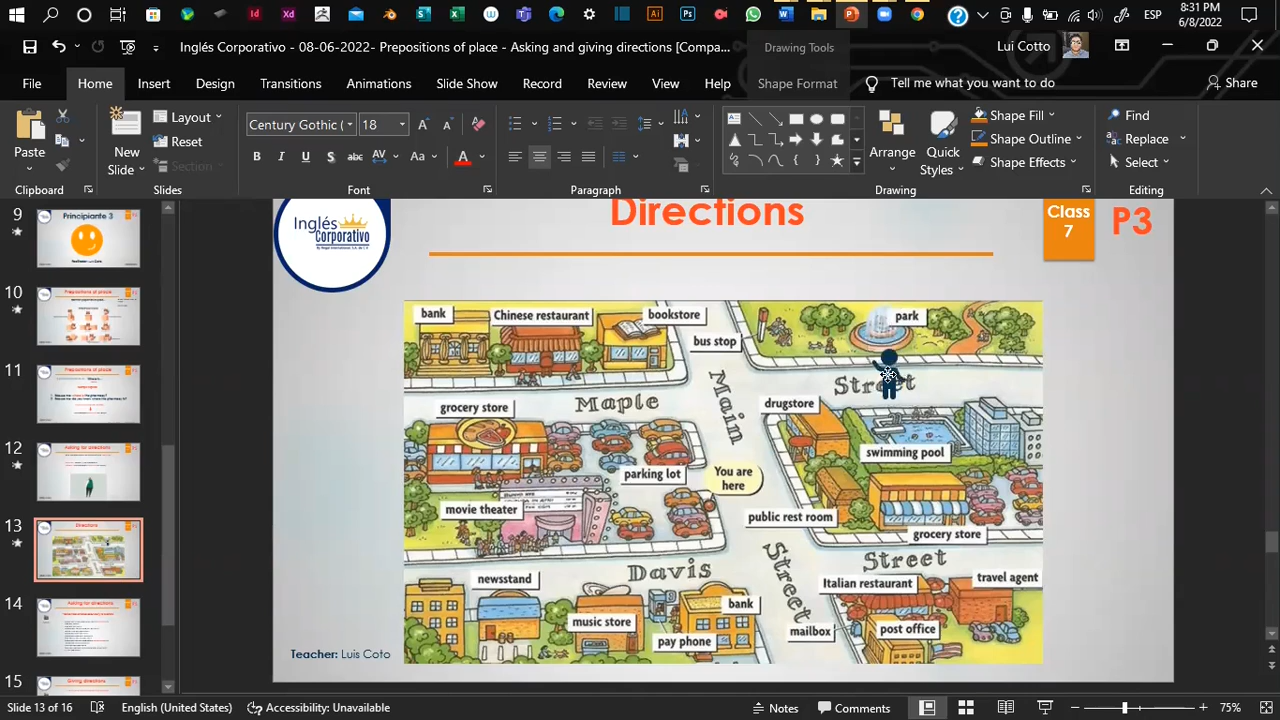 ESP
8:31 PM
6/8/2022
Inglés Corporativo - 08-06-2022- Prepositions of place - Asking and giving directions [Compa...
Drawing Tools
Lui Cotto
File
Home
Insert
Design
Transitions
Animations
Slide Show
Record
Review
View
Help
Shape Format
Tell me what you want to do
Share
Paste
New
Slide
Layout
Reset
Section
Century Gothic (
18
Arrange
Quick
Styles
Shape Fill
Shape Outline
Shape Effects
Find
Replace
Select
Clipboard
Slides
Font
Paragraph
Drawing
Editing
9
Principiante 3
10
Prepositions of place
11
Prepositions of place
12
Asking for directions
13
Directions
14
Asking for directions
15
Giving directions
Inglés
Corporativo
Directions
Class
7
P3
bank
Chinese restaurant
bookstore
park
bus stop
Main
Street
Maple
grocery store
drugstore
swimming pool
parking lot
You are
here
movie theater
public rest room
grocery store
Street
Davis
Street
newsstand
Italian restaurant
travel agent
music store
bank
pay phone
mailbox
post office
Teacher: Luis Coto
Slide 13 of 16
English (United States)
Accessibility: Unavailable
Notes
Comments
75%